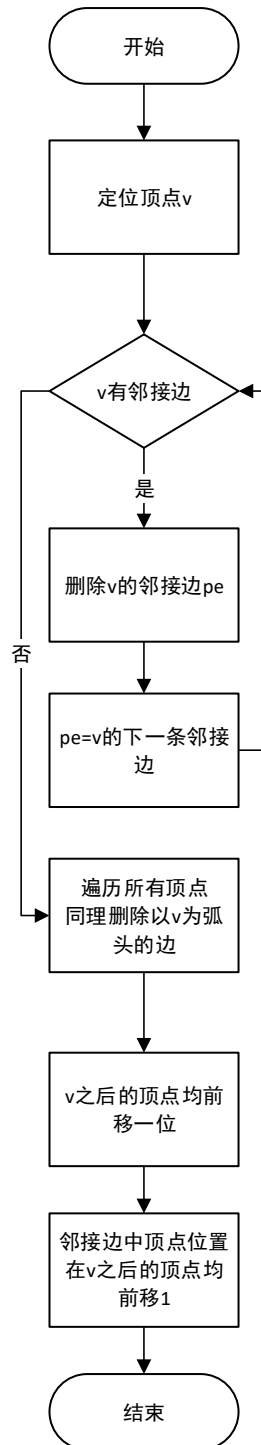 开始
定位顶点v
v有邻接边
是
删除v的邻接边pe
否
pe=v的下一条邻接
边
遍历所有顶点
同理删除以v为弧
头的边
v之后的顶点均前
移一位
邻接边中顶点位置
在v之后的顶点均
前移1
结束